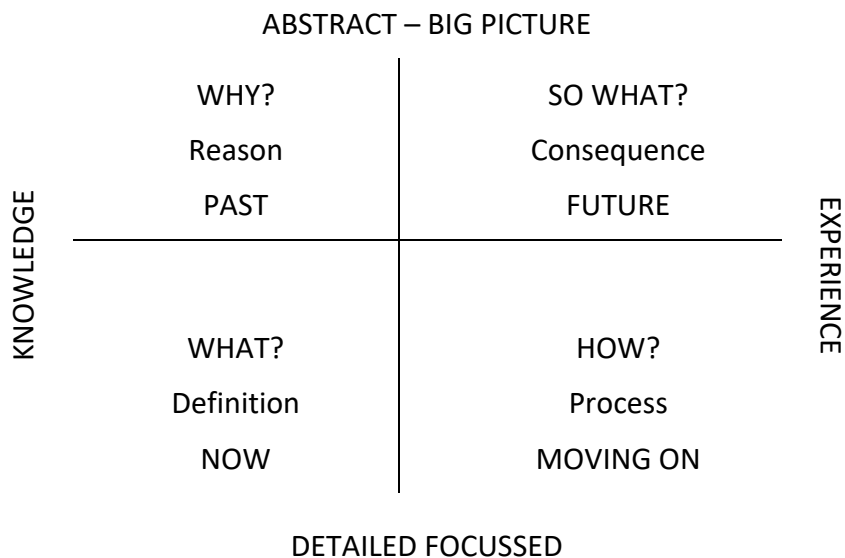 ABSTRACT – BIG PICTURE
WHY?
Reason
PAST
SO WHAT?
Consequence
FUTURE
KNOWLEDGE
EXPERIENCE
WHAT?
Definition
NOW
HOW?
Process
MOVING ON
DETAILED FOCUSSED